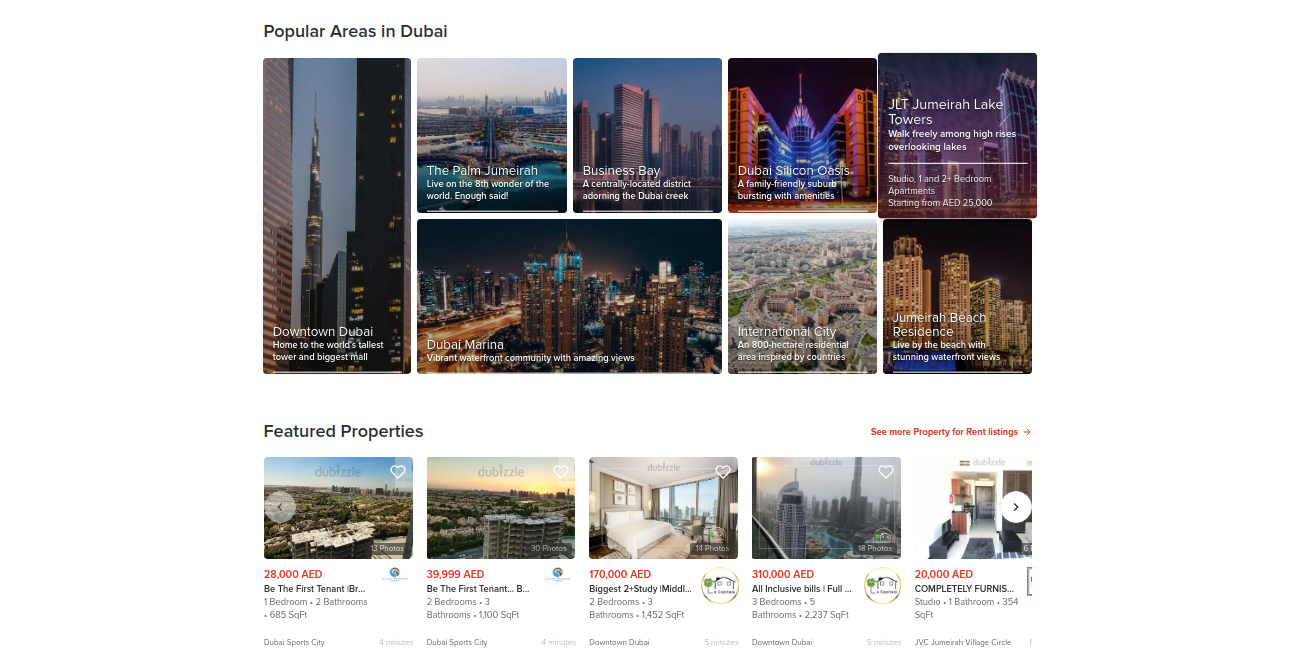 Popular Areas in Dubai
JLT Jumeirah Lake
Towers
Walk freely among high rises
overlooking lakes
Studio, 1 and 2+ Bedroom
Apartments
Starting from AED 25,000
The Palm Jumeirah
Live on the 8th wonder of the
world. Enough said!
Business Bay
A centrally-located district
adorning the Dubai creek
Dubai Silicon Oasis
A family-friendly suburb
bursting with amenities
Downtown Dubai
Home to the world's tallest
tower and biggest mall
Dubai Marina
Vibrant waterfront community with amazing views
International City
An 800-hectare residential
area inspired by countries
Jumeirah Beach
Residence
Live by the beach with
stunning waterfront views
Featured Properties
See more Property for Rent listings
dubizzle
13 Photos
28,000 AED
Be The First Tenant |Br...
1 Bedroom • 2 Bathrooms
• 685 SqFt
Dubai Sports City
4 minutes
dubizzle
30 Photos
39,999 AED
Be The First Tenant... B...
2 Bedrooms • 3
Bathrooms • 1,100 SqFt
Dubai Sports City
4 minutes
dubizzle
14 Photos
170,000 AED
Biggest 2+Study |Middl...
2 Bedrooms • 3
Bathrooms • 1,452 SqFt
Downtown Dubai
5 minutes
dubizzle
18 Photos
310,000 AED
All Inclusive bills | Full ...
3 Bedrooms • 5
Bathrooms • 2,237 SqFt
Downtown Dubai
5 minutes
dubizzle
6
20,000 AED
COMPLETELY FURNIS...
Studio • 1 Bathroom • 354
SqFt
JVC Jumeirah Village Circle